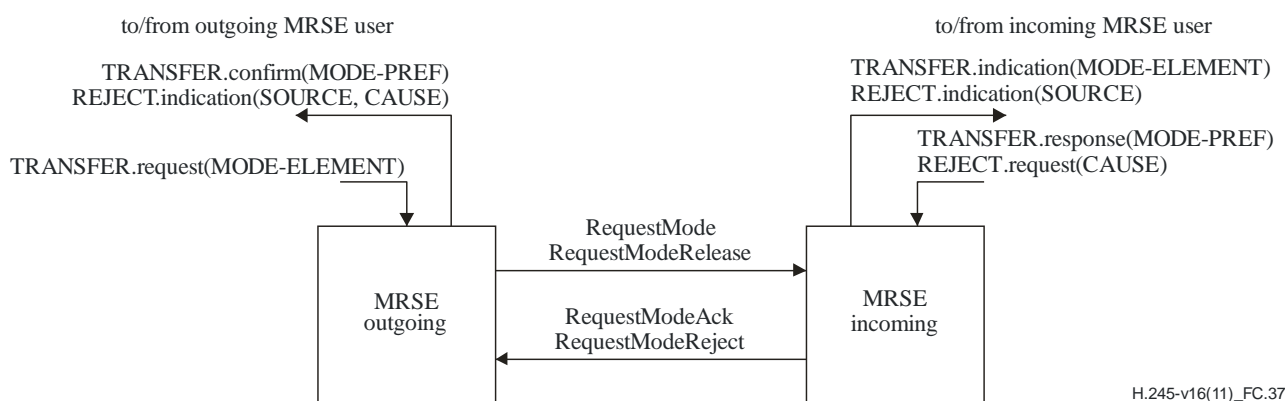 to/from outgoing MRSE user
TRANSFER.confirm(MODE-PREF)
REJECT.indication(SOURCE, CAUSE)
TRANSFER.request(MODE-ELEMENT)
to/from incoming MRSE user
TRANSFER.indication(MODE-ELEMENT)
REJECT.indication(SOURCE)
TRANSFER.response(MODE-PREF)
REJECT.request(CAUSE)
MRSE
outgoing
RequestMode
RequestModeRelease
RequestModeAck
RequestModeReject
MRSE
incoming
H.245-v16(11)_FC.37